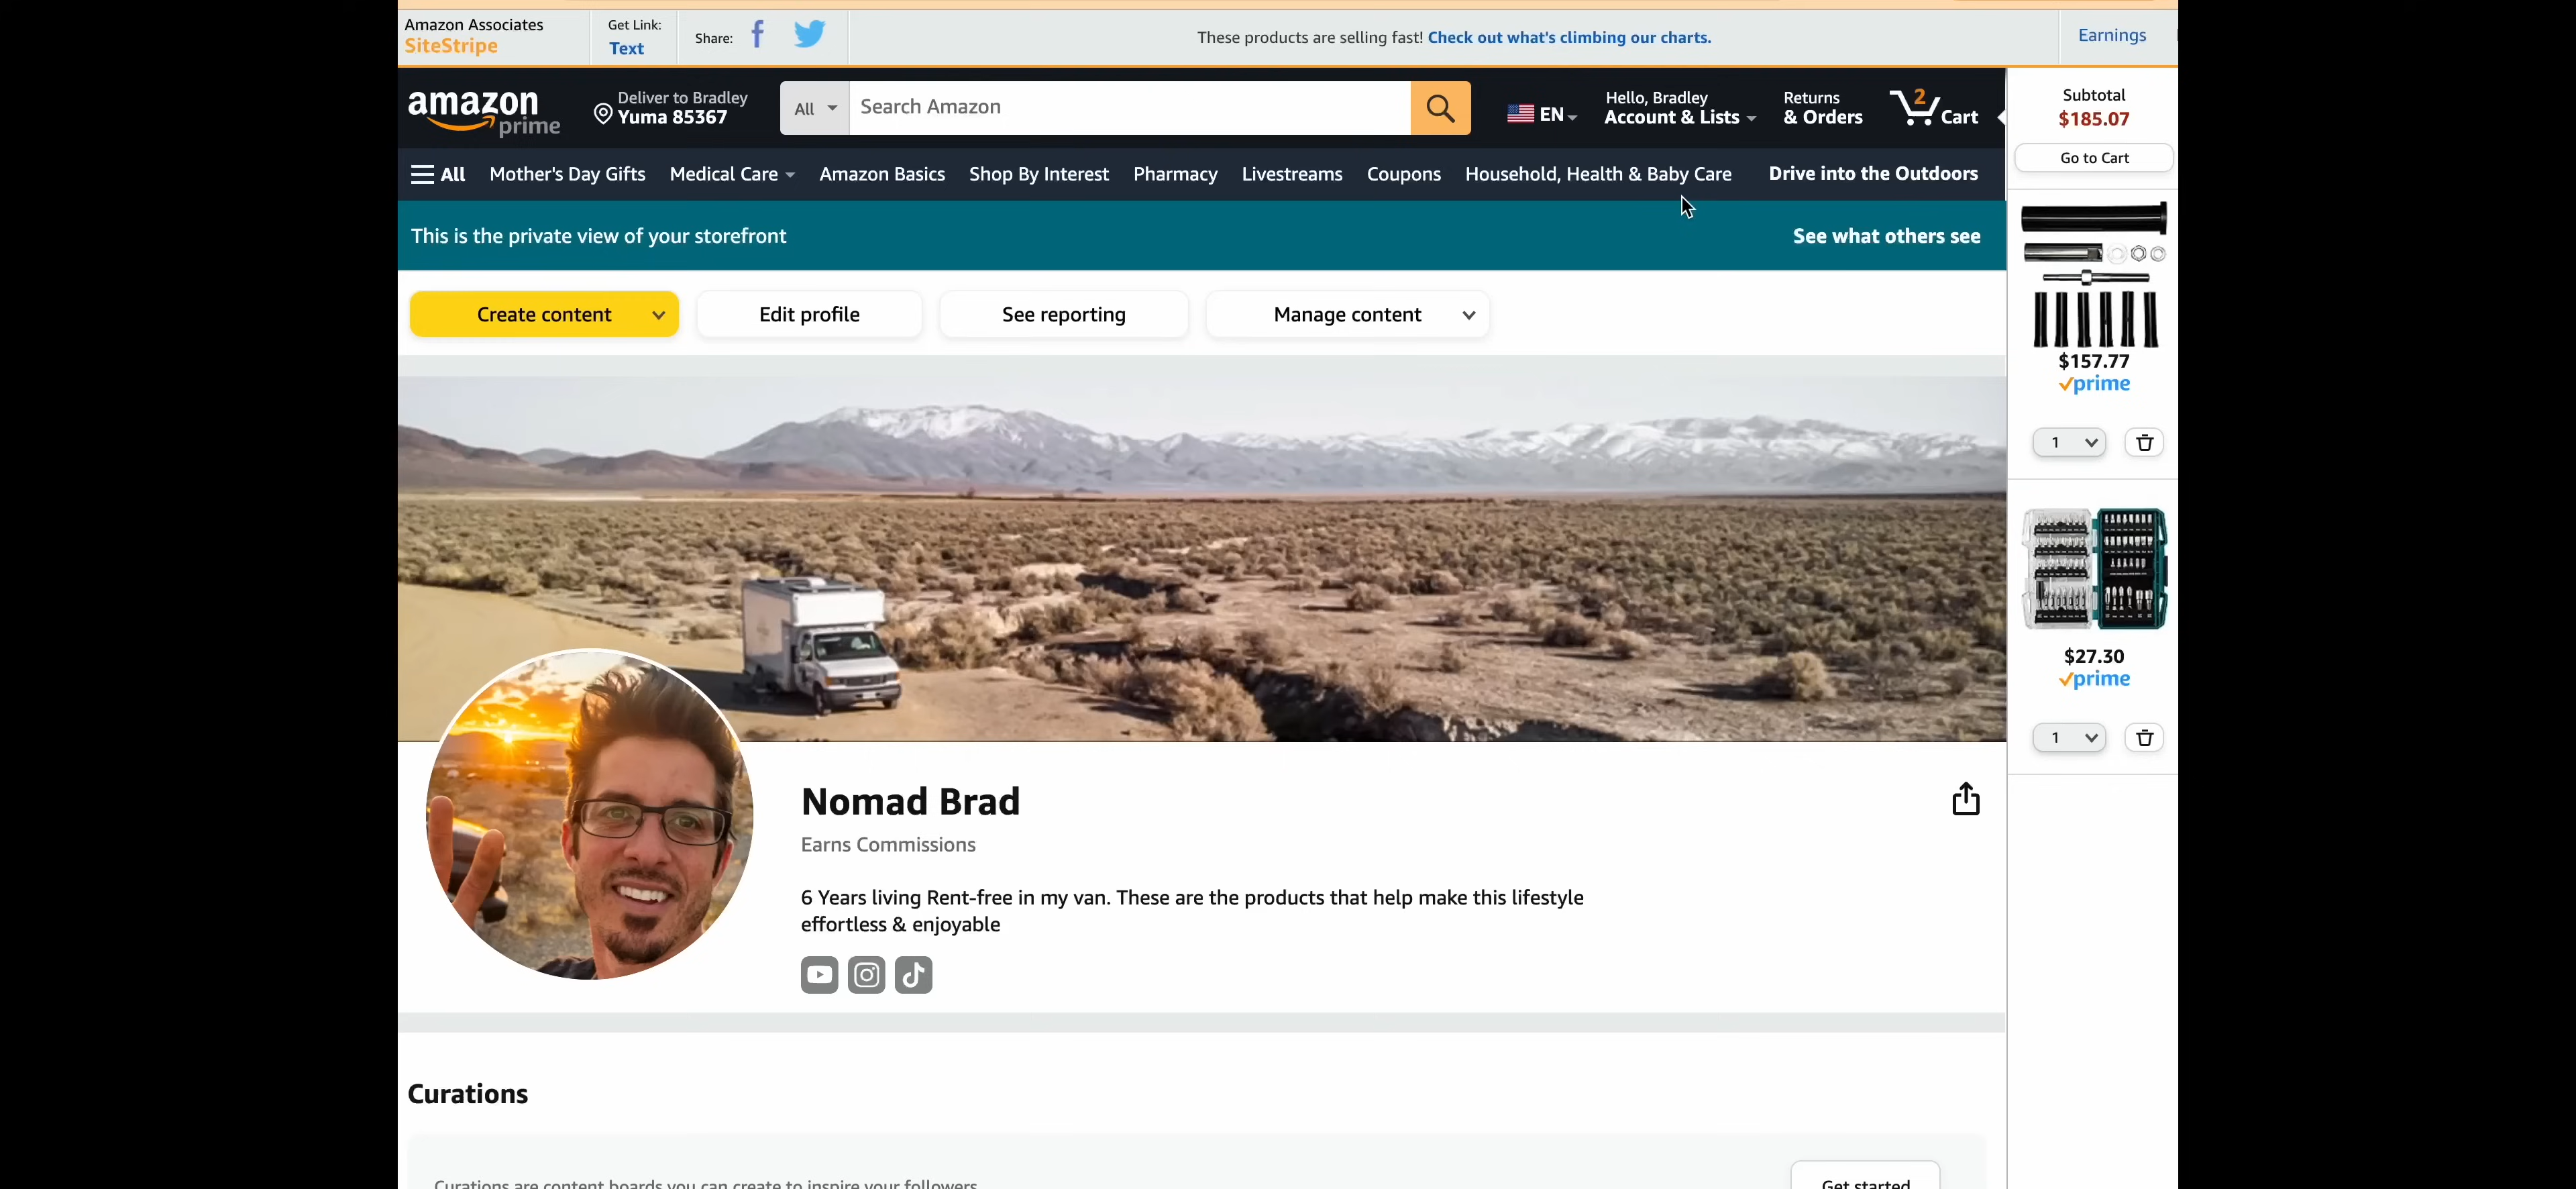 Amazon Associates
SiteStripe
Get Link:
Text
Share:
These products are selling fast! Check out what's climbing our charts.
Earnings
amazon
prime
Deliver to Bradley
Yuma 85367
All
Search Amazon
EN
Hello, Bradley
Account & Lists
Returns
& Orders
2
Cart
Subtotal
$185.07
Go to Cart
All
Mother's Day Gifts
Medical Care
Amazon Basics
Shop By Interest
Pharmacy
Livestreams
Coupons
Household, Health & Baby Care
Drive into the Outdoors
This is the private view of your storefront
See what others see
Create content
Edit profile
See reporting
Manage content
$157.77
prime
1
$27.30
prime
1
Nomad Brad
Earns Commissions
6 Years living Rent-free in my van. These are the products that help make this lifestyle
effortless & enjoyable
Curations
Curations are content boards you can create to inspire your followers
Get started